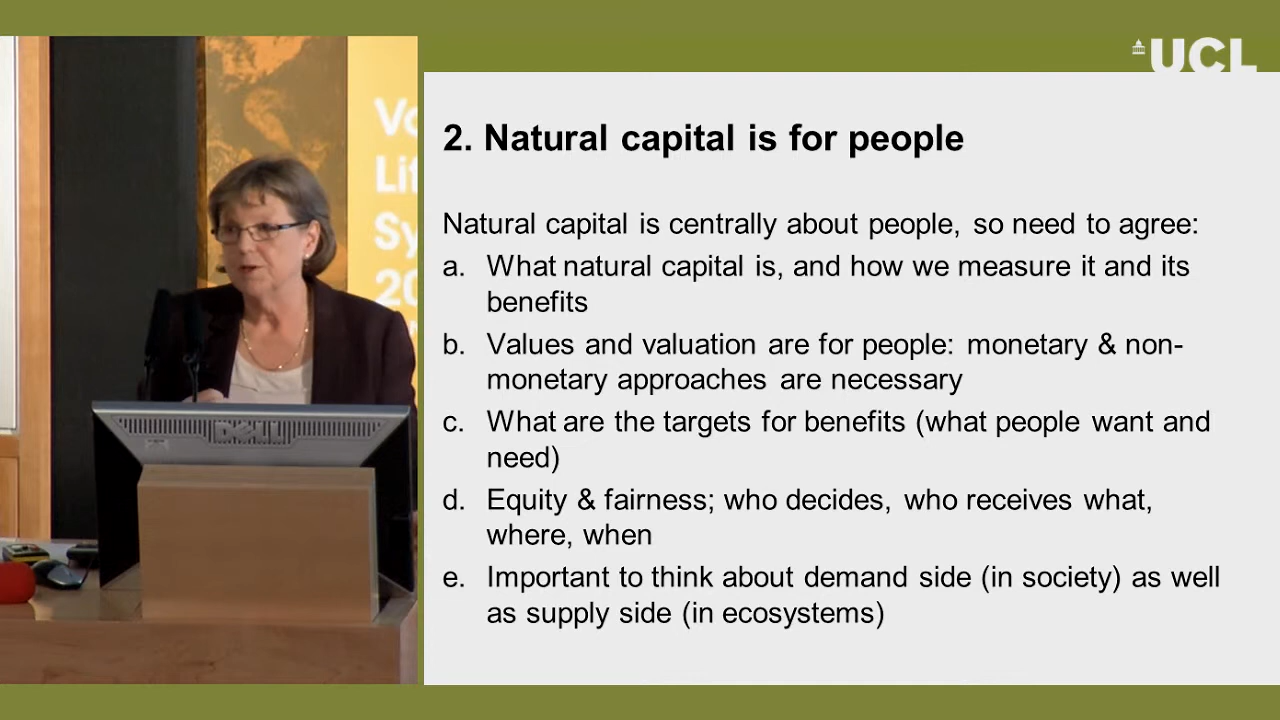 UCL
2. Natural capital is for people
Natural capital is centrally about people, so need to agree:
a. What natural capital is, and how we measure it and its
benefits
b. Values and valuation are for people: monetary & non-
monetary approaches are necessary
c. What are the targets for benefits (what people want and
need)
d. Equity & fairness; who decides, who receives what,
where, when
e. Important to think about demand side (in society) as well
as supply side (in ecosystems)